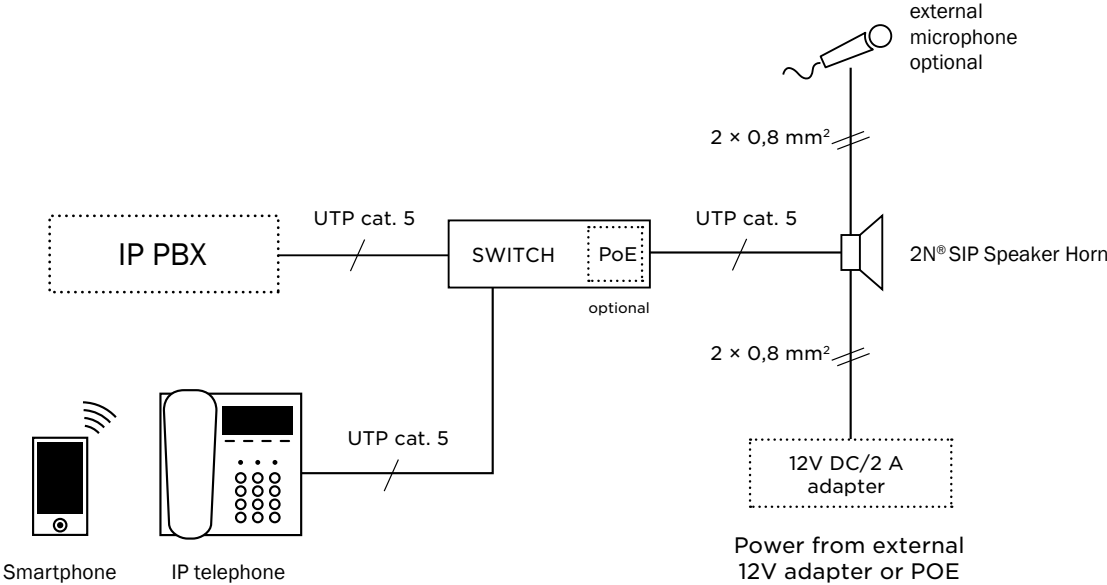 external
microphone
optional
2 × 0,8 mm²
UTP cat. 5
UTP cat. 5
IP PBX
SWITCH
PoE
2N® SIP Speaker Horn
optional
2 × 0,8 mm²
UTP cat. 5
12V DC/2 A
adapter
Power from external
12V adapter or POE
Smartphone
IP telephone